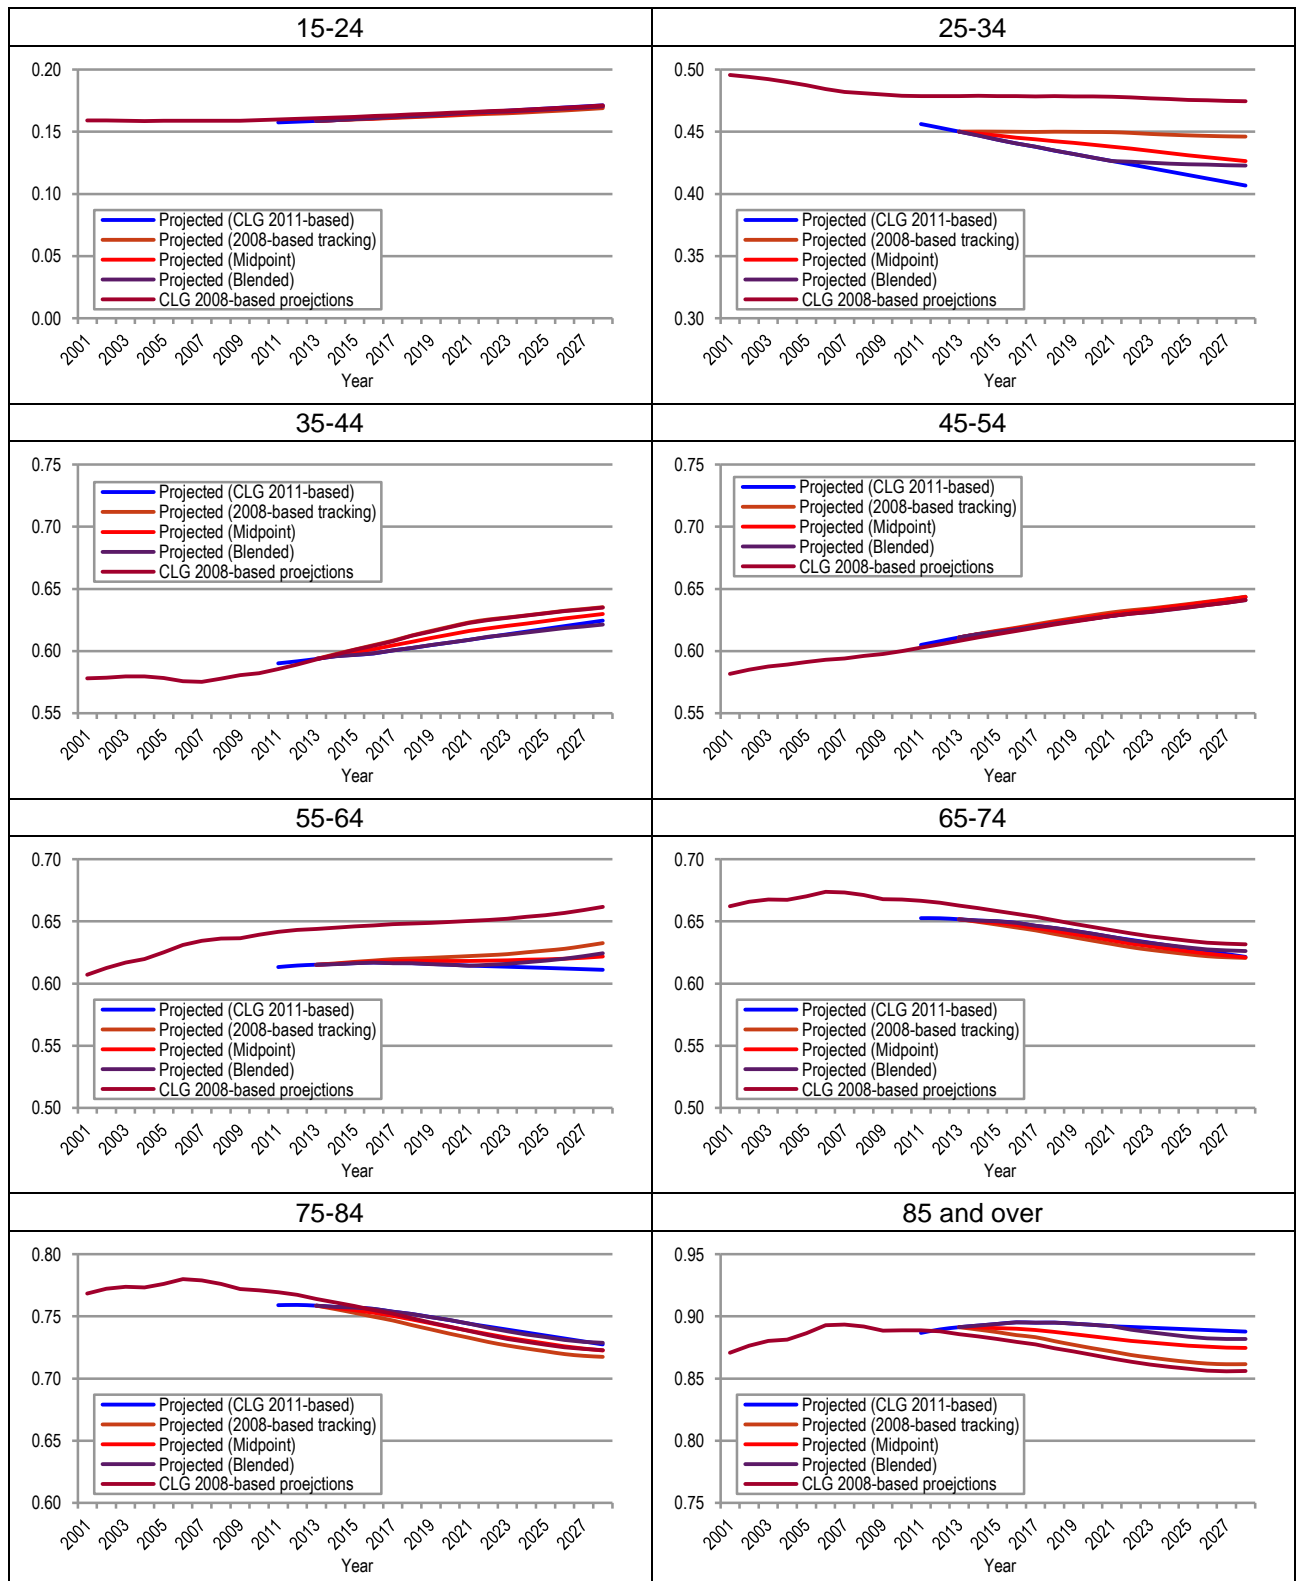 15-24
0.20
0.15
0.10
0.05
0.00
Projected (CLG 2011-based)
Projected (2008-based tracking)
Projected (Midpoint)
Projected (Blended)
CLG 2008-based proejctions
2001 2003 2005 2007 2009 2011 2013 2015 2017 2019 2021 2023 2025 2027
Year
25-34
0.50
0.45
0.40
0.35
0.30
Projected (CLG 2011-based)
Projected (2008-based tracking)
Projected (Midpoint)
Projected (Blended)
CLG 2008-based proejctions
2001 2003 2005 2007 2009 2011 2013 2015 2017 2019 2021 2023 2025 2027
Year
35-44
0.75
0.70
0.65
0.60
0.55
Projected (CLG 2011-based)
Projected (2008-based tracking)
Projected (Midpoint)
Projected (Blended)
CLG 2008-based proejctions
2001 2003 2005 2007 2009 2011 2013 2015 2017 2019 2021 2023 2025 2027
Year
45-54
0.75
0.70
0.65
0.60
0.55
Projected (CLG 2011-based)
Projected (2008-based tracking)
Projected (Midpoint)
Projected (Blended)
CLG 2008-based proejctions
2001 2003 2005 2007 2009 2011 2013 2015 2017 2019 2021 2023 2025 2027
Year
55-64
0.70
0.65
0.60
0.55
0.50
Projected (CLG 2011-based)
Projected (2008-based tracking)
Projected (Midpoint)
Projected (Blended)
CLG 2008-based proejctions
2001 2003 2005 2007 2009 2011 2013 2015 2017 2019 2021 2023 2025 2027
Year
65-74
0.70
0.65
0.60
0.55
0.50
Projected (CLG 2011-based)
Projected (2008-based tracking)
Projected (Midpoint)
Projected (Blended)
CLG 2008-based proejctions
2001 2003 2005 2007 2009 2011 2013 2015 2017 2019 2021 2023 2025 2027
Year
75-84
0.80
0.75
0.70
0.65
0.60
Projected (CLG 2011-based)
Projected (2008-based tracking)
Projected (Midpoint)
Projected (Blended)
CLG 2008-based proejctions
2001 2003 2005 2007 2009 2011 2013 2015 2017 2019 2021 2023 2025 2027
Year
85 and over
0.95
0.90
0.85
0.80
0.75
Projected (CLG 2011-based)
Projected (2008-based tracking)
Projected (Midpoint)
Projected (Blended)
CLG 2008-based proejctions
2001 2003 2005 2007 2009 2011 2013 2015 2017 2019 2021 2023 2025 2027
Year